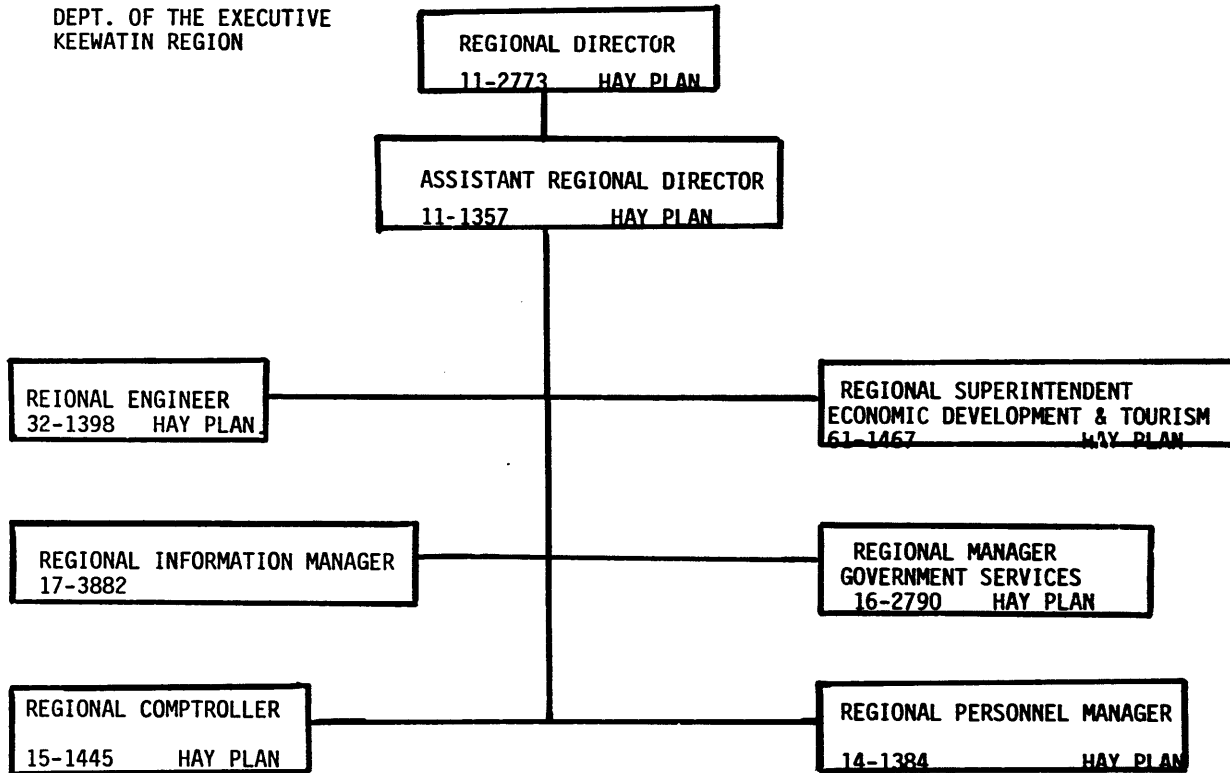 DEPT. OF THE EXECUTIVE
KEEWATIN REGION
REGIONAL DIRECTOR
11-2773 HAY PLAN
ASSISTANT REGIONAL DIRECTOR
11-1357 HAY PLAN
REIONAL ENGINEER
32-1398 HAY PLAN
REGIONAL SUPERINTENDENT
ECONOMIC DEVELOPMENT & TOURISM
61-1467 HAY PLAN
REGIONAL INFORMATION MANAGER
17-3882
REGIONAL MANAGER
GOVERNMENT SERVICES
16-2790 HAY PLAN
REGIONAL COMPTROLLER
15-1445 HAY PLAN
REGIONAL PERSONNEL MANAGER
14-1384 HAY PLAN